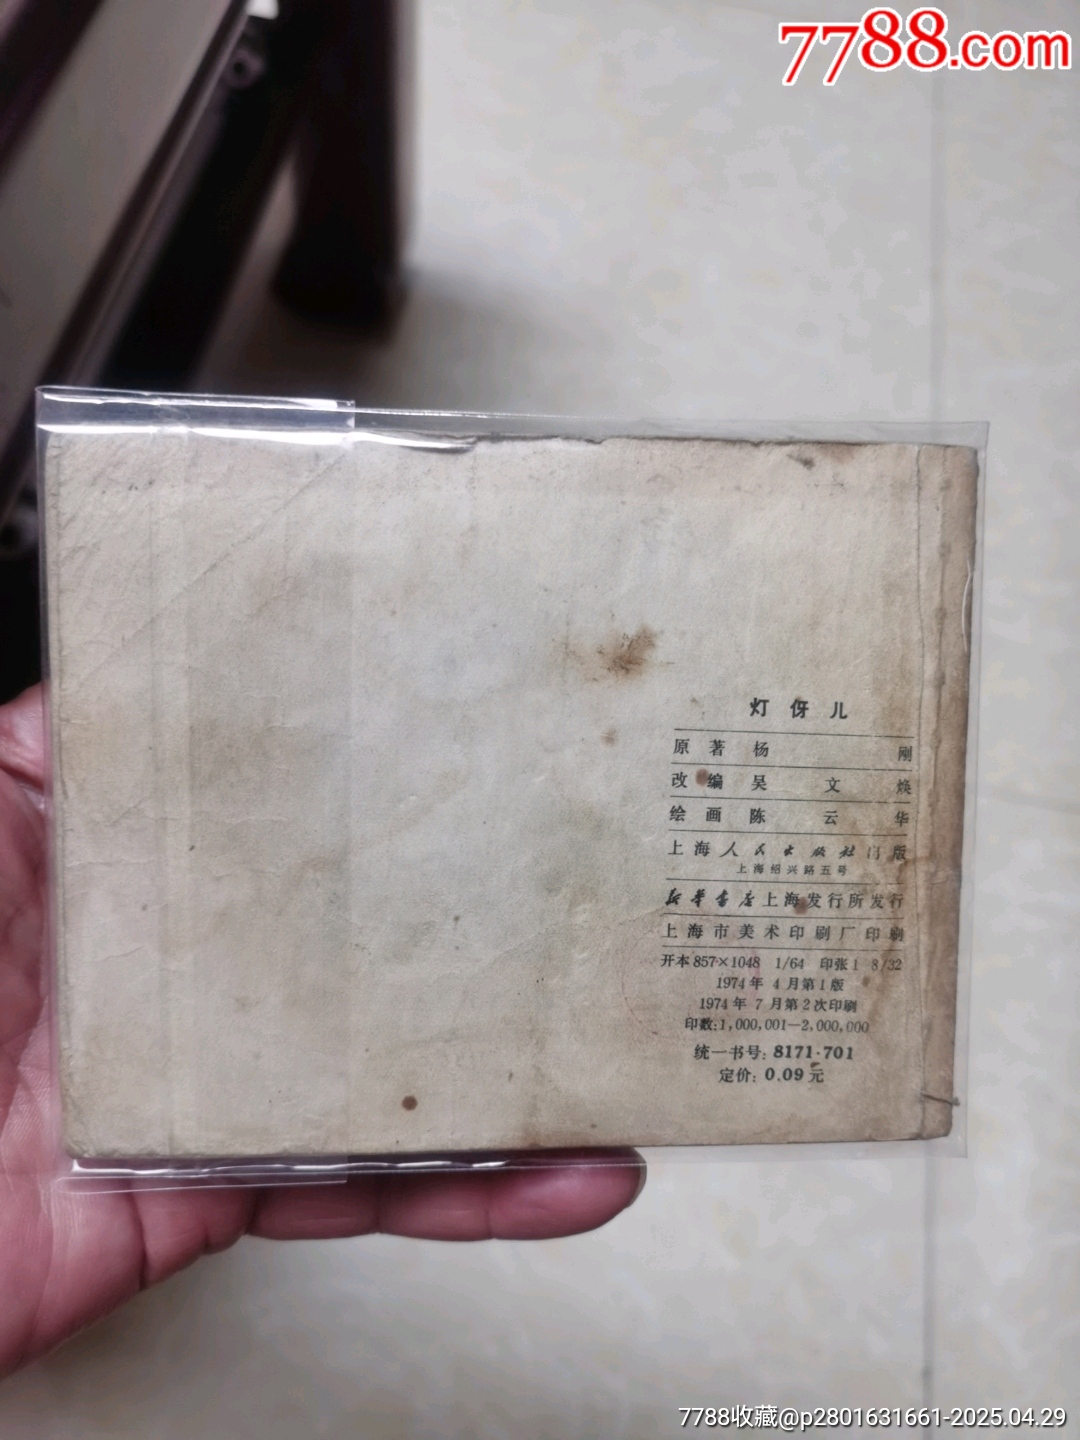 7788.com
灯伢儿
原著 杨刚
改编 吴文焕
绘画 陈云华
上海人民出版社出版
上海绍兴路五号
新华书店上海发行所发行
上海市美术印刷厂印刷
开本857×1048 1/64 印张1 8/32
1974年4月第1版
1974年7月第2次印刷
印数:1,000,001—2,000,000
统一书号:8171·701
定价:0.09元
7788收藏@p2801631661-2025.04.29